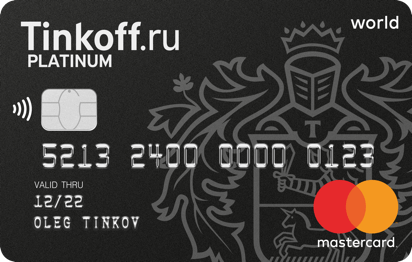 Tinkoff.ru
world
PLATINUM
5213 2400 0000 0123
VALID THRU
12/22
OLEG TINKOV
T
mastercard.